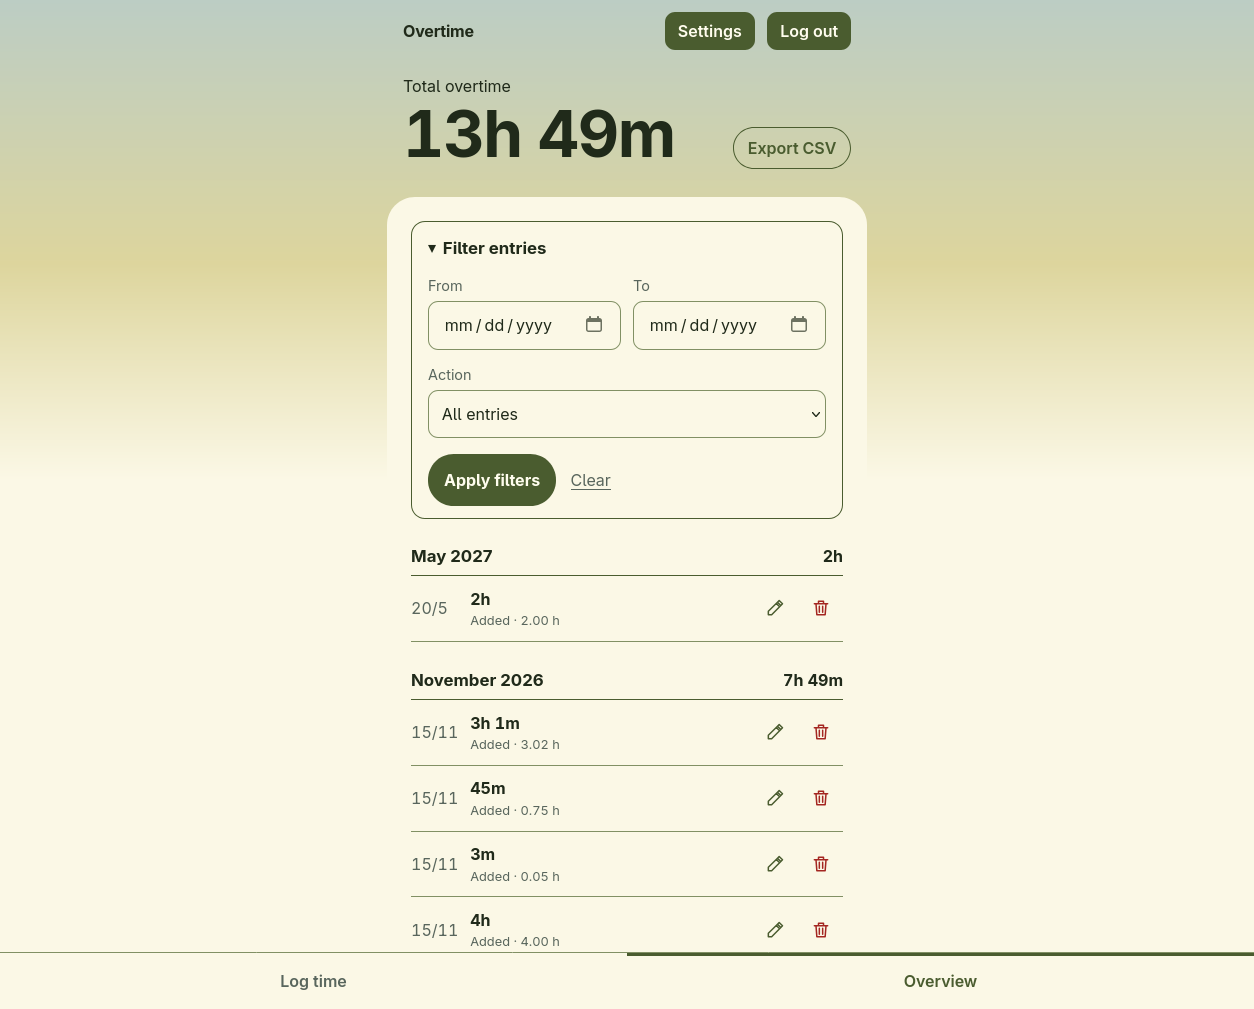 Overtime
Settings
Log out
Total overtime
13h 49m
Export CSV
▼ Filter entries
From
To
mm/dd/yyyy
mm/dd/yyyy
Action
All entries
Apply filters
Clear
May 2027
2h
20/5
2h
Added · 2.00 h
November 2026
7h 49m
15/11
3h 1m
Added · 3.02 h
15/11
45m
Added · 0.75 h
15/11
3m
Added · 0.05 h
15/11
4h
Added · 4.00 h
Log time
Overview